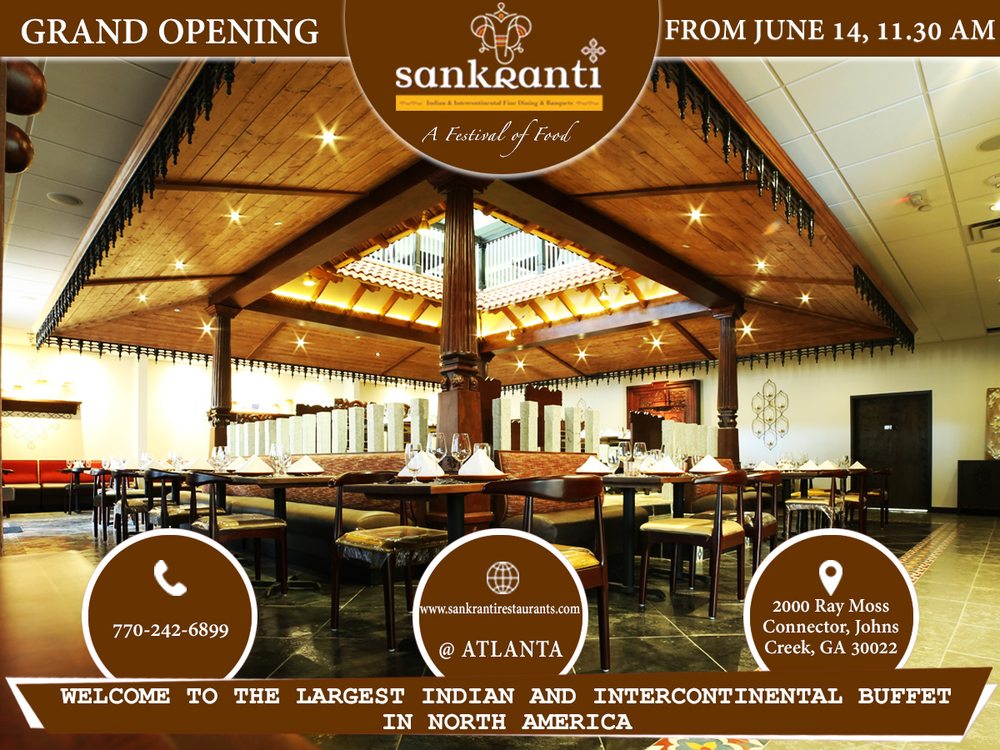 GRAND OPENING
FROM JUNE 14, 11.30 AM
sankranti
Indian & Intercontinental Fine Dining & Banquets
A Festival of Food
770-242-6899
www.sankrantirestaurants.com
@ ATLANTA
2000 Ray Moss
Connector, Johns
Creek, GA 30022
WELCOME TO THE LARGEST INDIAN AND INTERCONTINENTAL BUFFET
IN NORTH AMERICA